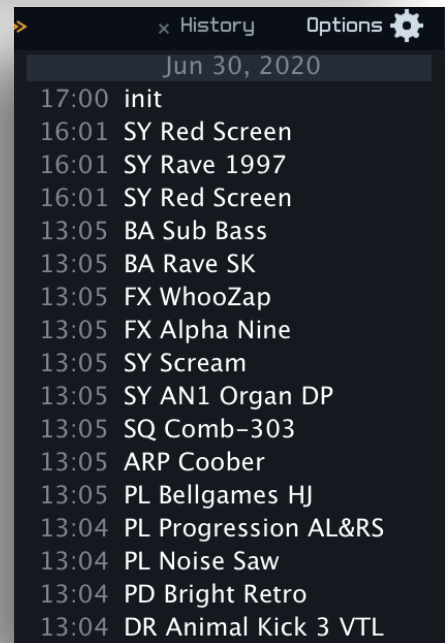 » × History Options
Jun 30, 2020
17:00 init
16:01 SY Red Screen
16:01 SY Rave 1997
16:01 SY Red Screen
13:05 BA Sub Bass
13:05 BA Rave SK
13:05 FX WhooZap
13:05 FX Alpha Nine
13:05 SY Scream
13:05 SY AN1 Organ DP
13:05 SQ Comb-303
13:05 ARP Coober
13:05 PL Bellgames HJ
13:04 PL Progression AL&RS
13:04 PL Noise Saw
13:04 PD Bright Retro
13:04 DR Animal Kick 3 VTL